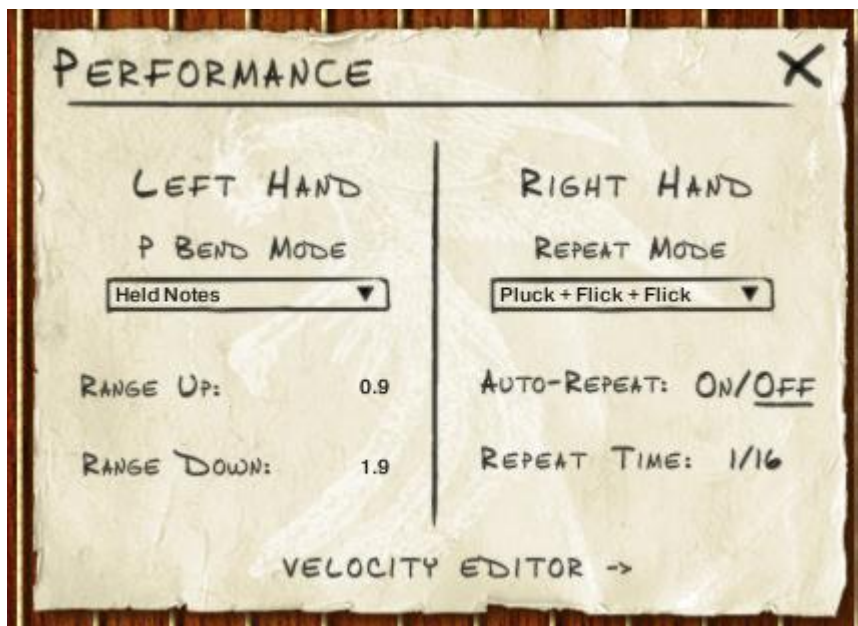 PERFORMANCE X
LEFT HAND
P BEND MODE
Held Notes
RANGE UP: 0.9
RANGE DOWN: 1.9
RIGHT HAND
REPEAT MODE
Pluck + Flick + Flick
AUTO-REPEAT: ON/OFF
REPEAT TIME: 1/16
VELOCITY EDITOR ->